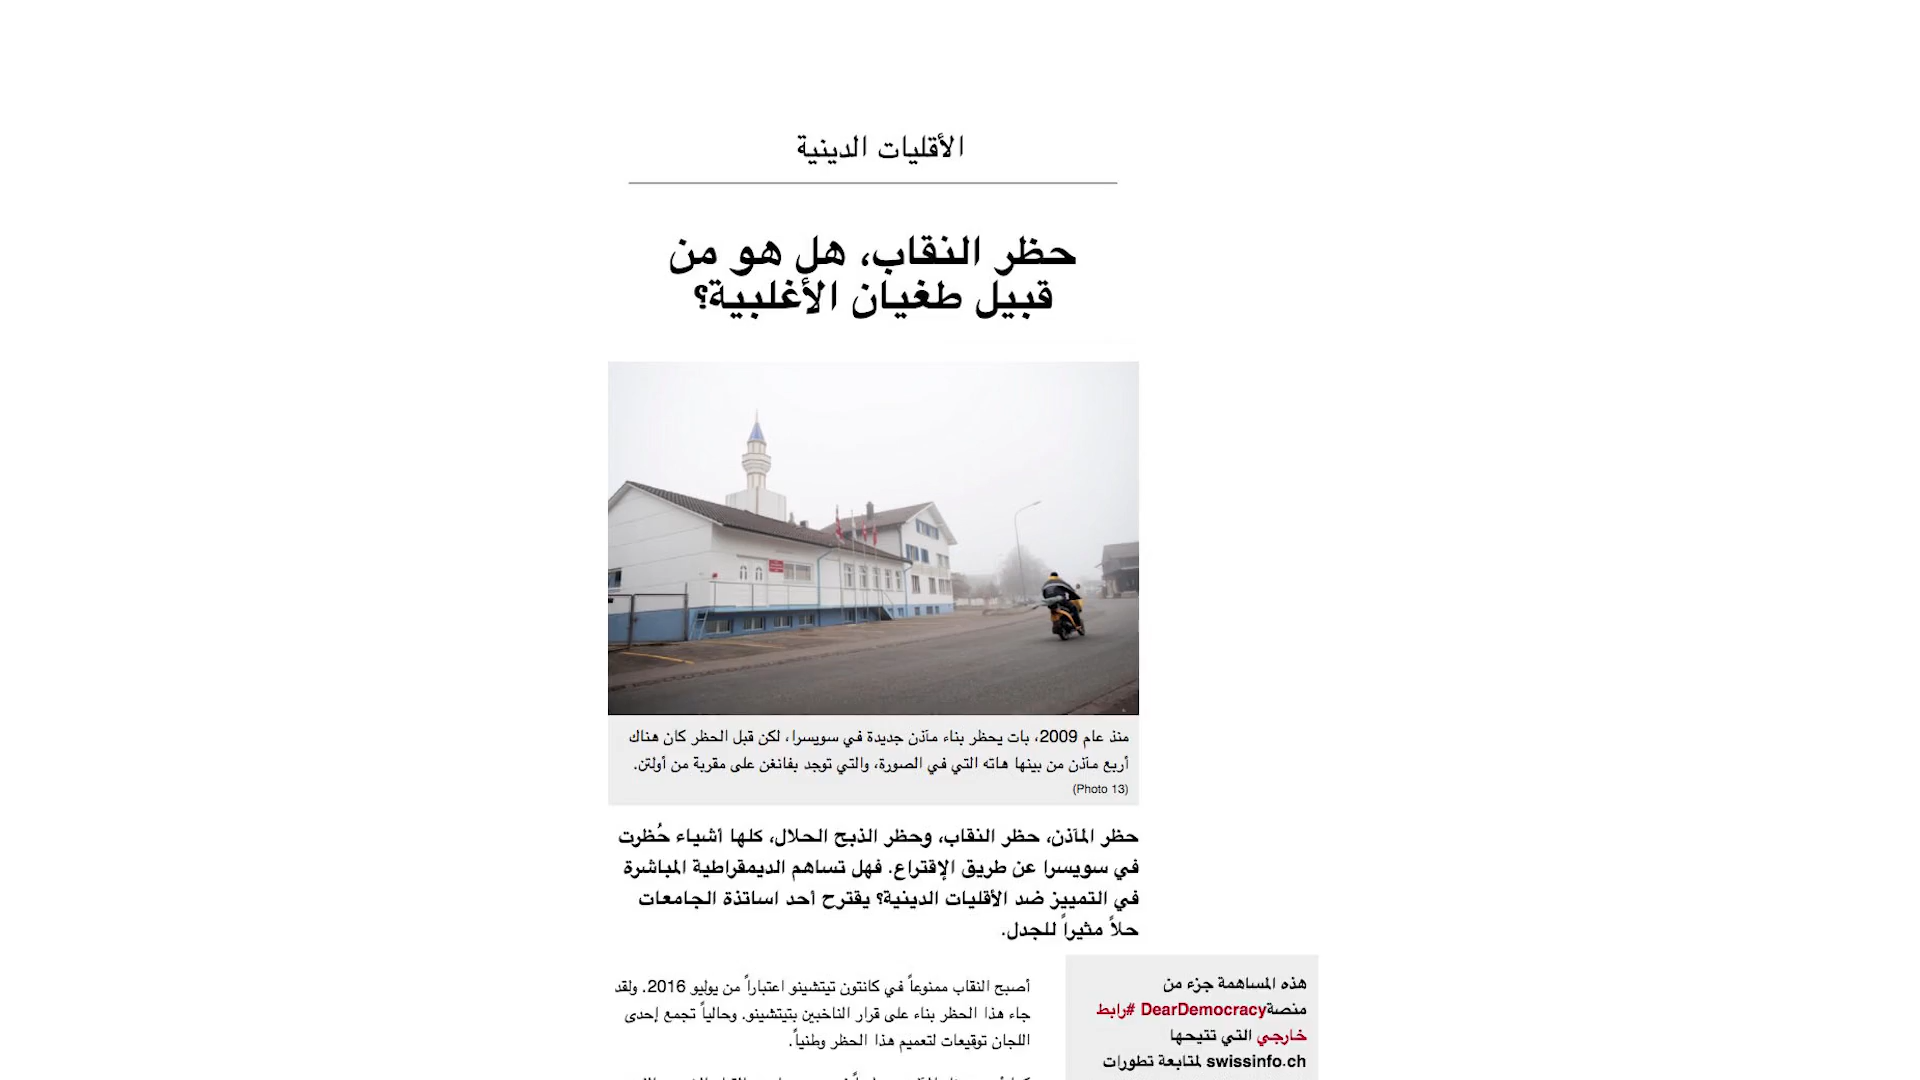 الأقليات الدينية
حظر النقاب، هل هو من
قبيل طغيان الأغلبية؟
منذ عام 2009، بات يحظر بناء مآذن جديدة في سويسرا، لكن قبل الحظر كان هناك
أربع مآذن من بينها هاته التي في الصورة، والتي توجد بفانغن على مقربة من أولتن.
(Photo 13)
حظر المآذن، حظر النقاب، وحظر الذبح الحلال، كلها أشياء حُظرت
في سويسرا عن طريق الإقتراع. فهل تساهم الديمقراطية المباشرة
في التمييز ضد الأقليات الدينية؟ يقترح أحد اساتذة الجامعات
حلاً مثيراً للجدل.
أصبح النقاب ممنوعاً في كانتون تيتشينو اعتباراً من يوليو 2016. ولقد
جاء هذا الحظر بناء على قرار الناخبين بتيتشينو. وحالياً تجمع إحدى
اللجان توقيعات لتعميم هذا الحظر وطنياً.
هذه المساهمة جزء من
منصةDearDemocracy #رابط
خارجي التي تتيحها
swissinfo.ch لمتابعة تطورات